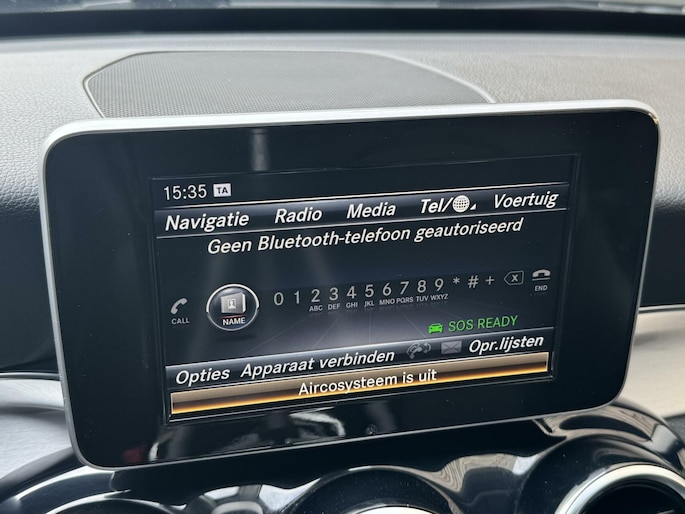 15:35 TA
Navigatie Radio Media Tel/ Voertuig
Geen Bluetooth-telefoon geautoriseerd
0 1 2 3 4 5 6 7 8 9 * # +
ABC DEF GHI JKL MNO PQRS TUV WXYZ
CALL NAME END
SOS READY
Opties Apparaat verbinden Opr.lijsten
Aircosysteem is uit